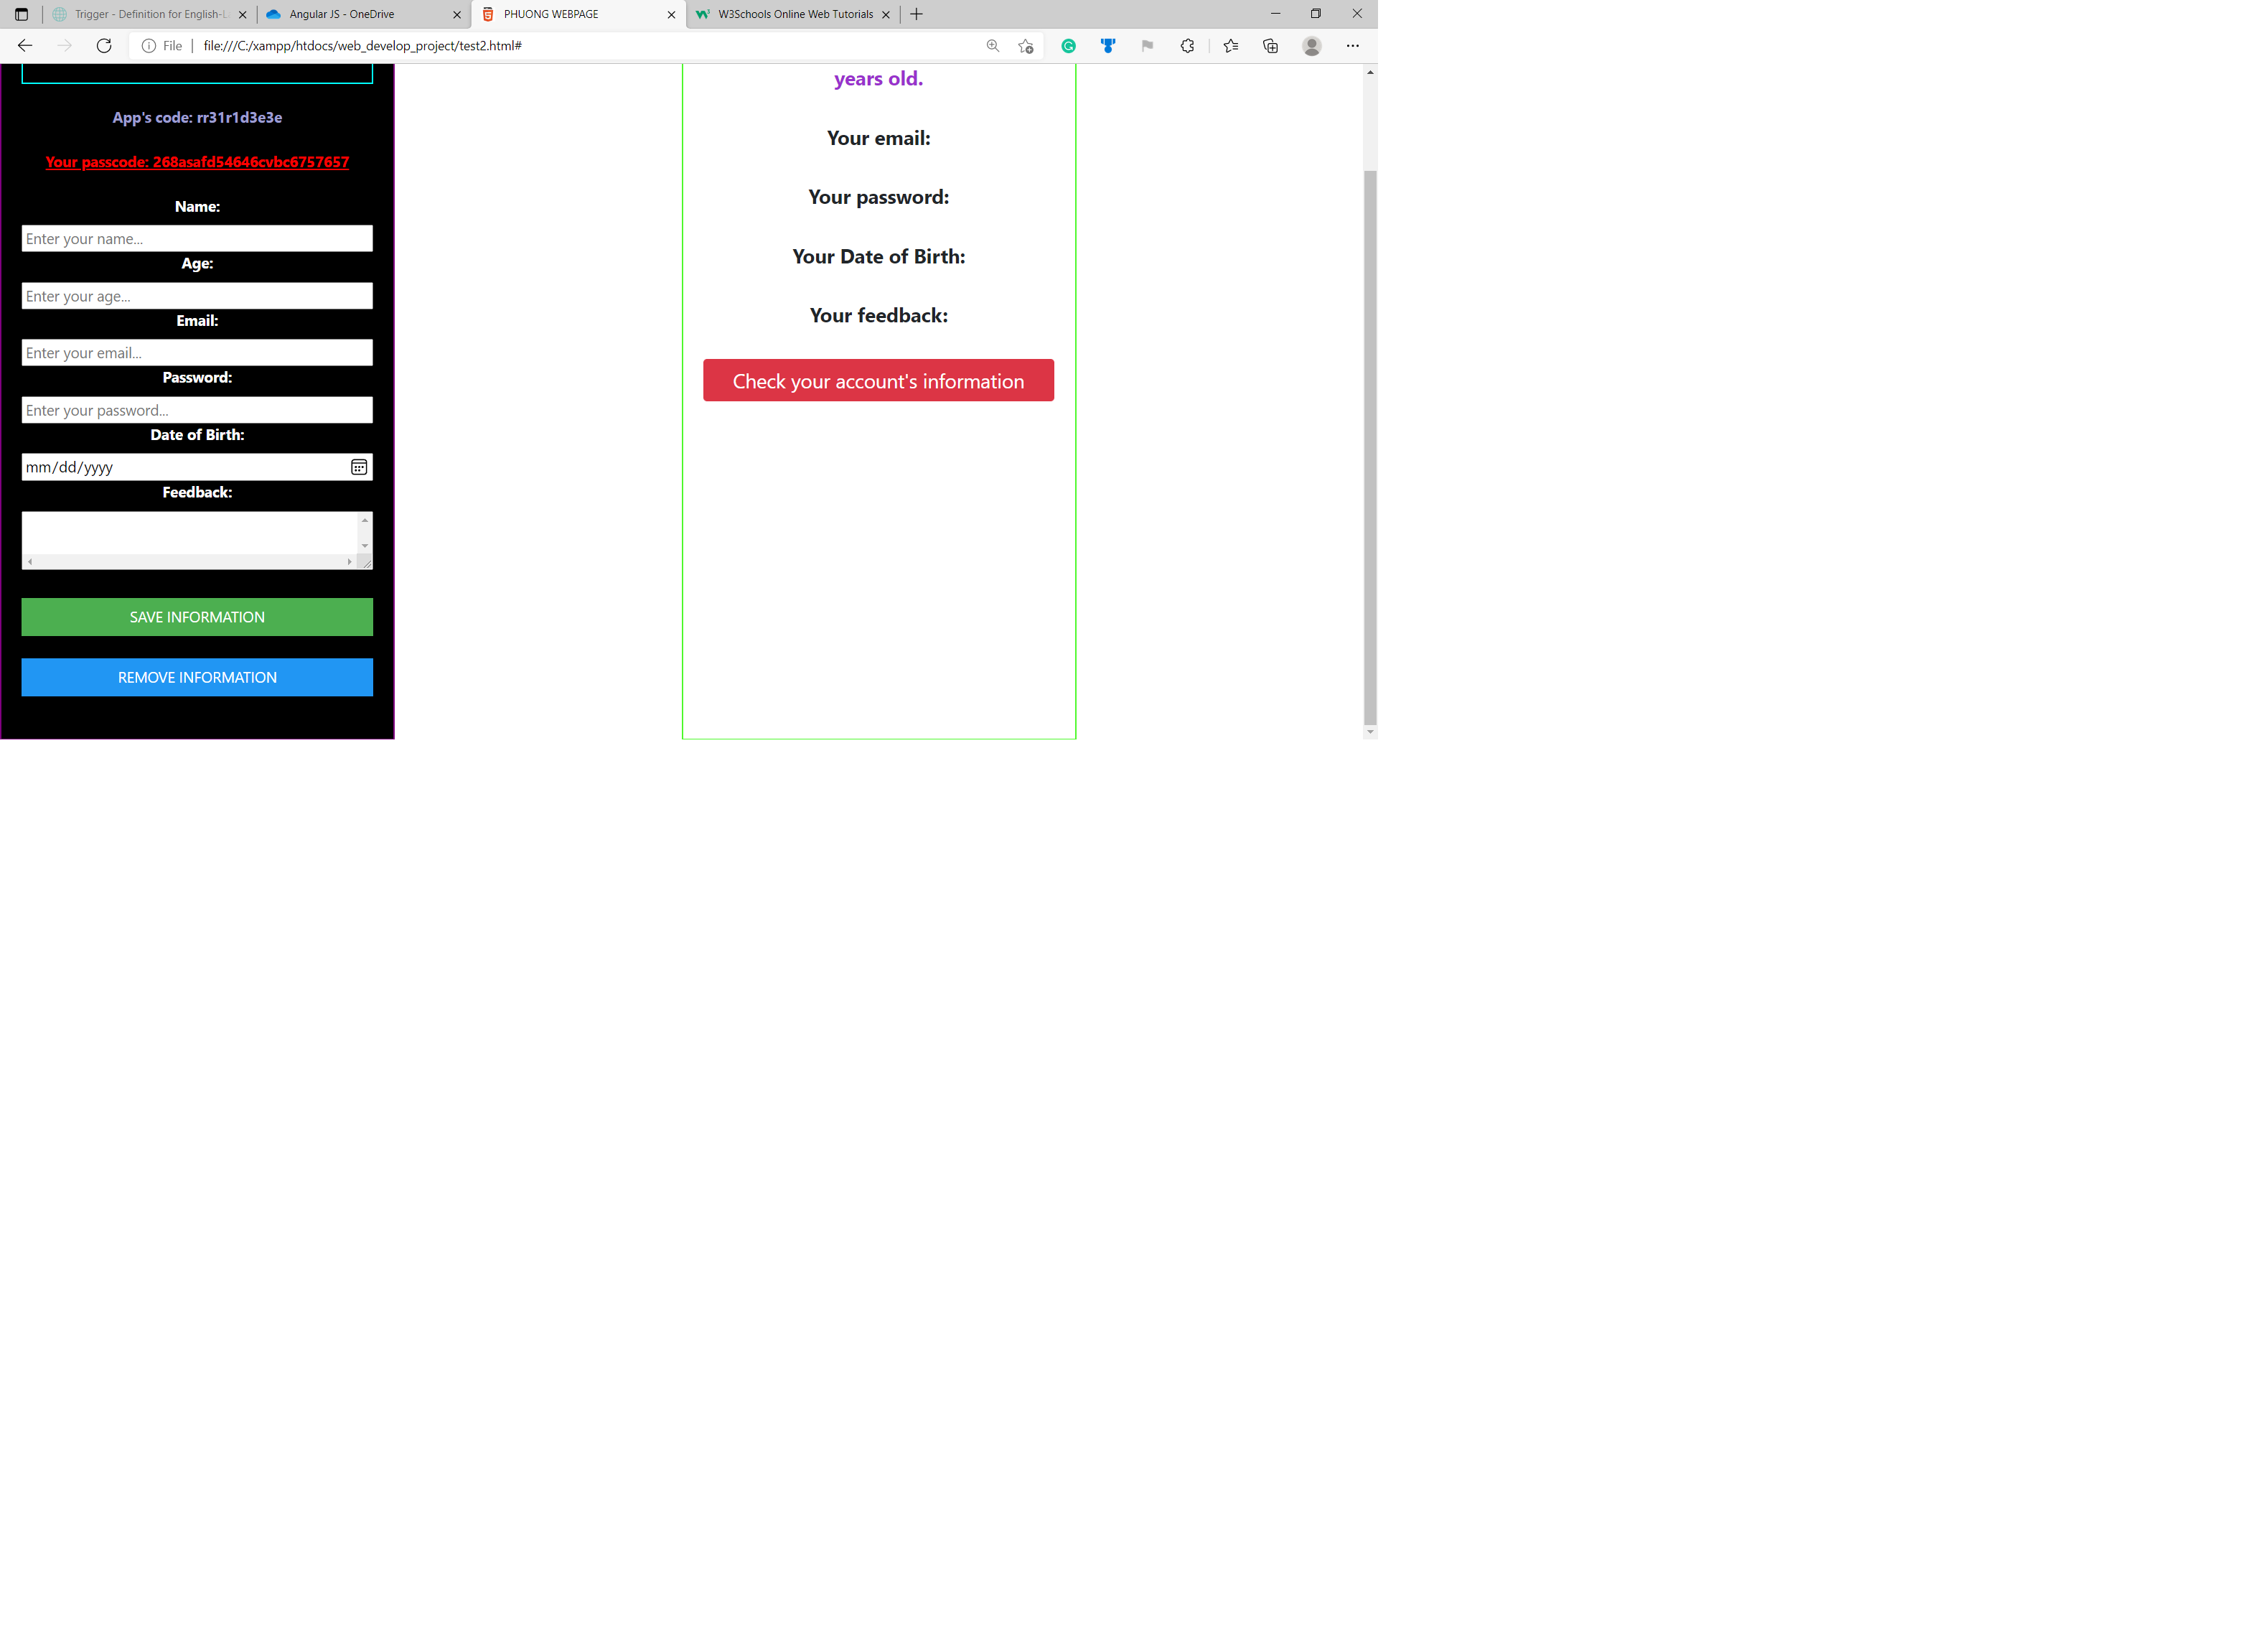 Trigger - Definition for English-L
Angular JS - OneDrive
PHUONG WEBPAGE
W3Schools Online Web Tutorials
File
file:///C:/xampp/htdocs/web_develop_project/test2.html#
App's code: rr31r1d3e3e
Your passcode: 268asafd54646cvbc6757657
Name:
Enter your name...
Age:
Enter your age...
Email:
Enter your email...
Password:
Enter your password...
Date of Birth:
mm/dd/yyyy
Feedback:
SAVE INFORMATION
REMOVE INFORMATION
years old.
Your email:
Your password:
Your Date of Birth:
Your feedback:
Check your account's information